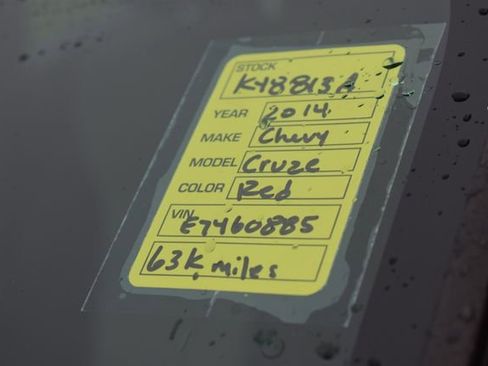 STOCK
K48813A
YEAR 2014
MAKE Chevy
MODEL Cruze
COLOR Red
VIN E7460885
63K miles